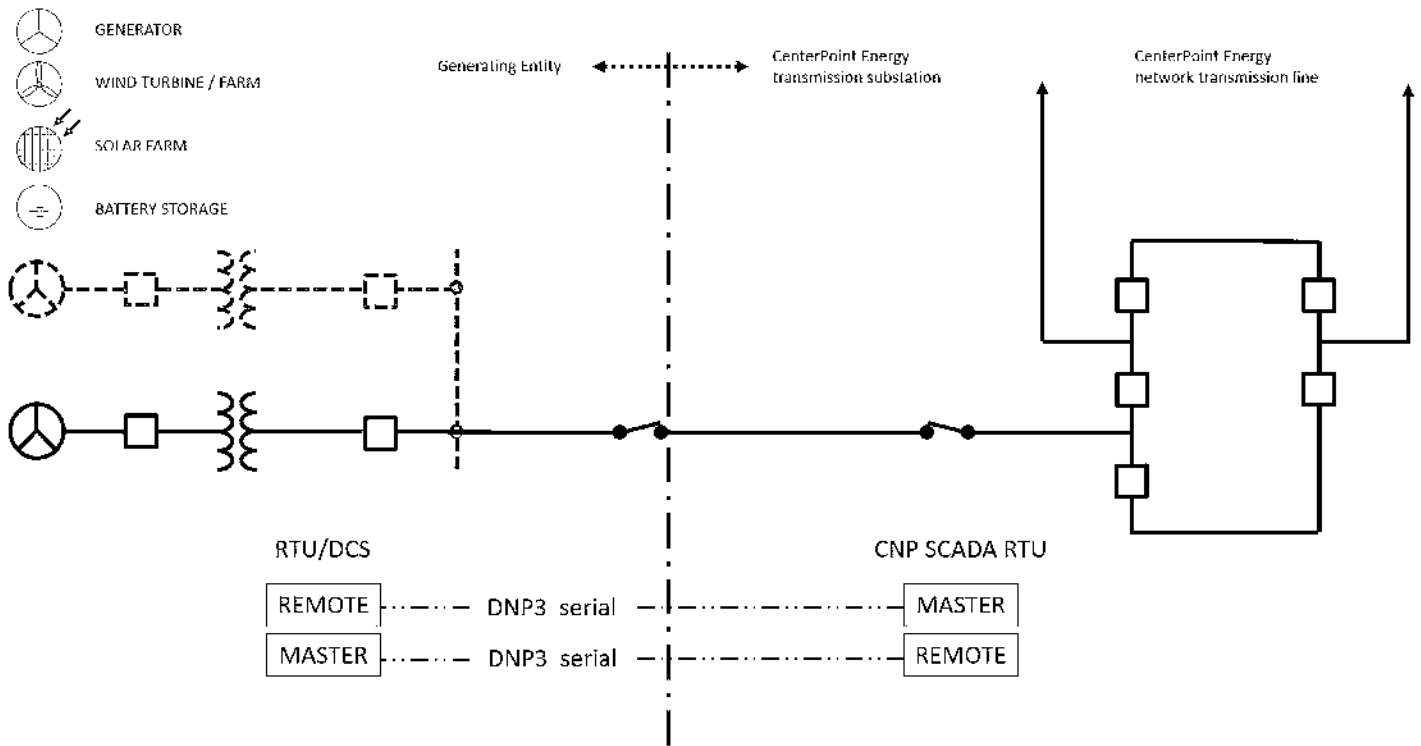 GENERATOR
WIND TURBINE / FARM
SOLAR FARM
BATTERY STORAGE
Generating Entity
CenterPoint Energy
transmission substation
CenterPoint Energy
network transmission line
RTU/DCS
CNP SCADA RTU
REMOTE
DNP3 serial
MASTER
MASTER
DNP3 serial
REMOTE